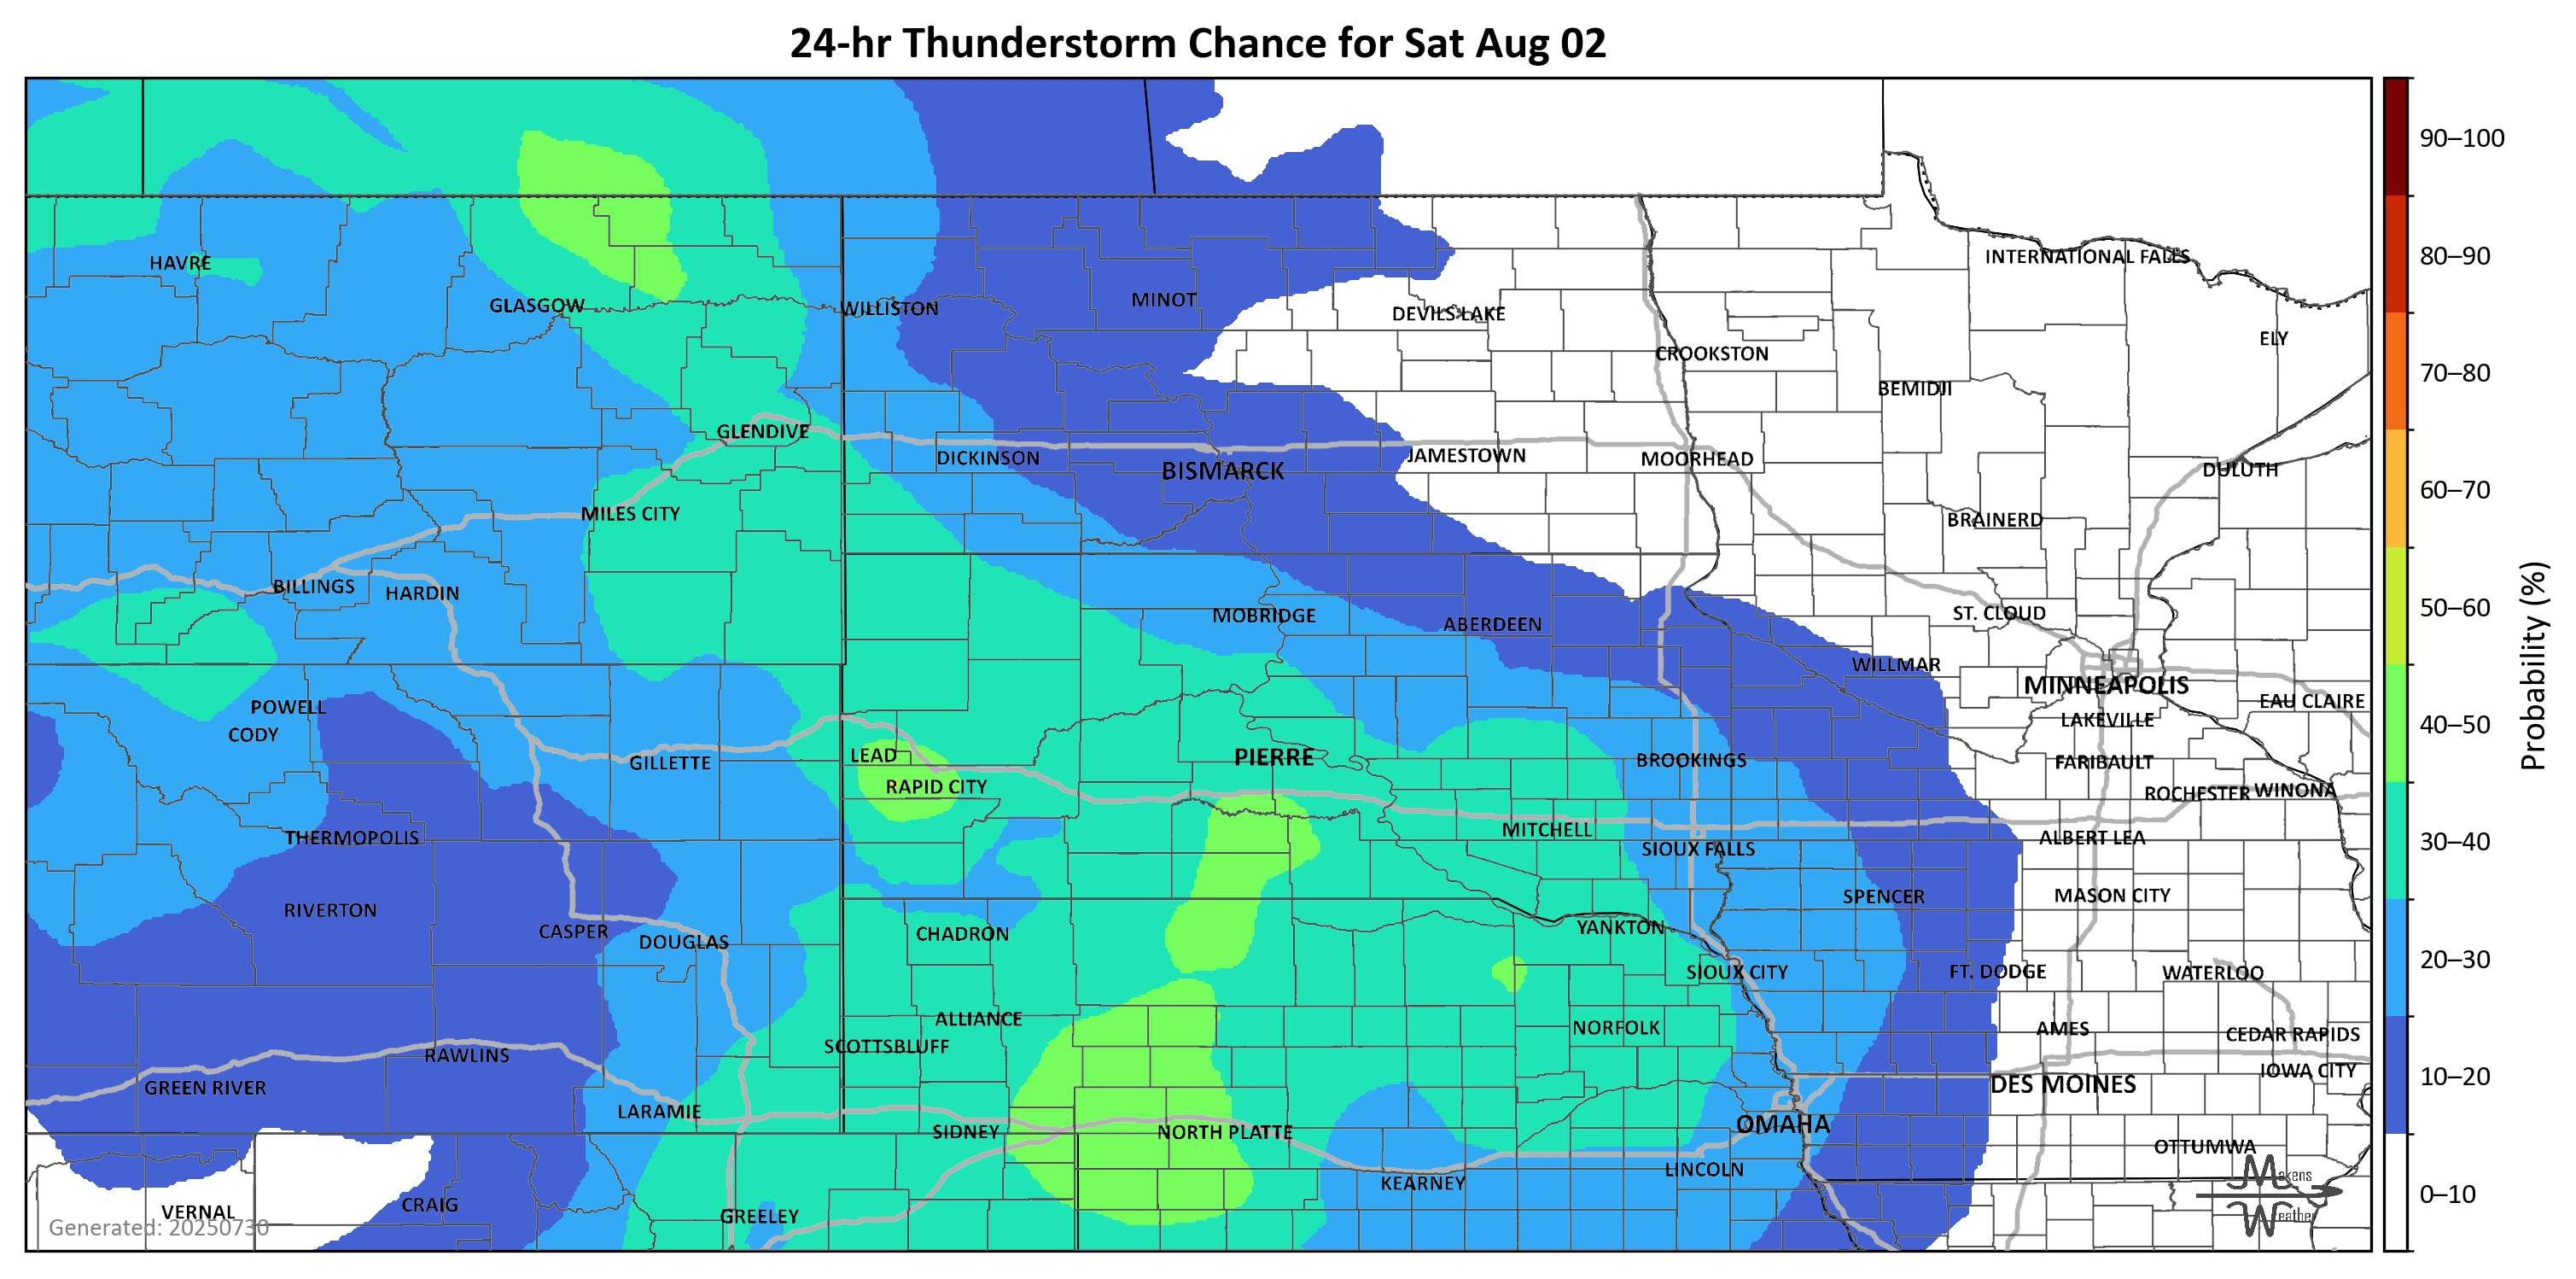 24-hr Thunderstorm Chance for Sat Aug 02
90–100
80–90
70–80
60–70
50–60
40–50
30–40
20–30
10–20
0–10
Probability (%)
INTERNATIONAL FALLS
HAVRE
GLASGOW
WILLISTON
MINOT
DEVILS LAKE
ELY
CROOKSTON
BEMIDJI
GLENDIVE
DICKINSON
BISMARCK
JAMESTOWN
MOORHEAD
DULUTH
MILES CITY
BRAINERD
BILLINGS
HARDIN
MOBRIDGE
ABERDEEN
ST. CLOUD
WILLMAR
MINNEAPOLIS
EAU CLAIRE
POWELL
LAKEVILLE
CODY
GILLETTE
LEAD
PIERRE
BROOKINGS
FARIBAULT
RAPID CITY
ROCHESTER
WINONA
THERMOPOLIS
MITCHELL
ALBERT LEA
SIOUX FALLS
RIVERTON
SPENCER
MASON CITY
CASPER
DOUGLAS
CHADRON
YANKTON
SIOUX CITY
FT. DODGE
WATERLOO
ALLIANCE
NORFOLK
AMES
CEDAR RAPIDS
SCOTTSBLUFF
RAWLINS
GREEN RIVER
DES MOINES
IOWA CITY
LARAMIE
SIDNEY
NORTH PLATTE
OMAHA
OTTUMWA
LINCOLN
KEARNEY
VERNAL
CRAIG
GREELEY
Generated: 20250730
Makens
Weather